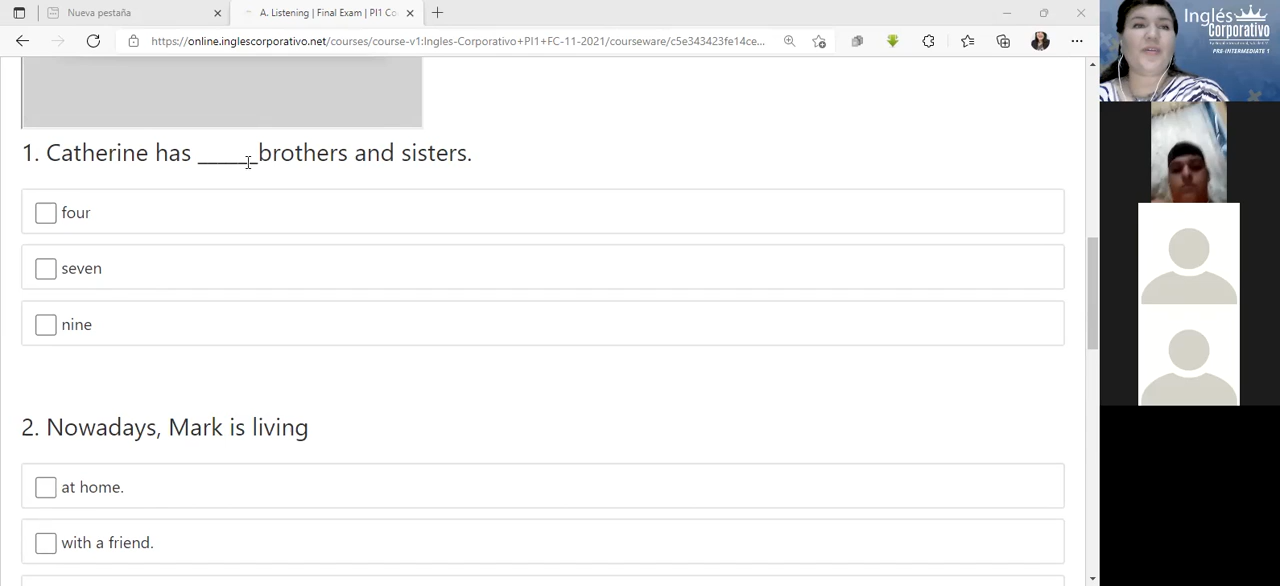 Nueva pestaña
A. Listening | Final Exam | PI1 Co
https://online.inglescorporativo.net/courses/course-v1:Ingles-Corporativo+PI1+FC-11-2021/courseware/c5e343423fe14ce...
Inglés
Corporativo
PRE-INTERMEDIATE 1
1. Catherine has _____brothers and sisters.
four
seven
nine
2. Nowadays, Mark is living
at home.
with a friend.